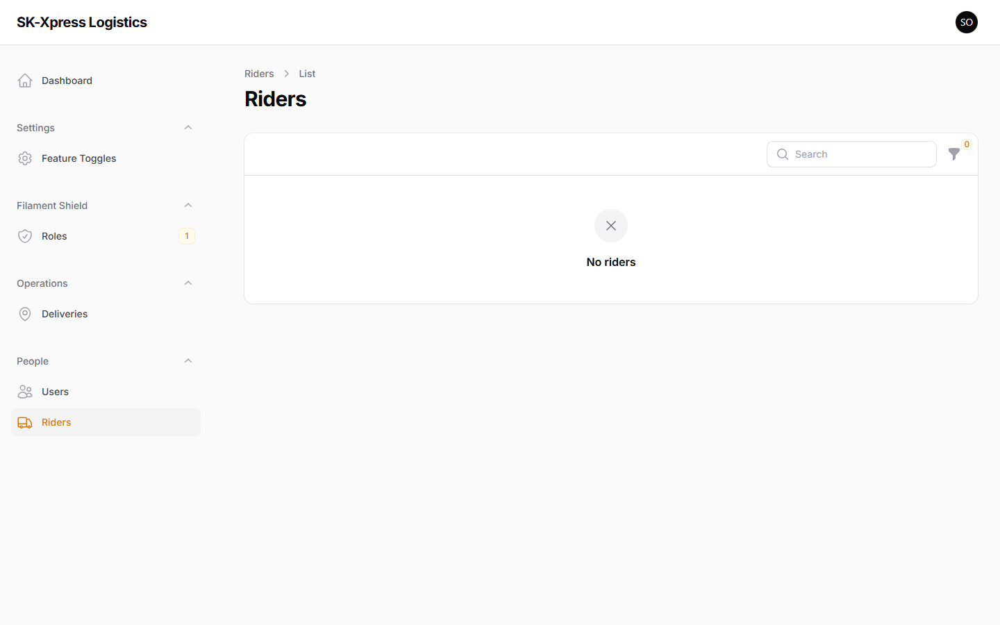 SK-Xpress Logistics
SO
Dashboard
Settings
Feature Toggles
Filament Shield
Roles
1
Operations
Deliveries
People
Users
Riders
Riders
List
Riders
Search
0
No riders